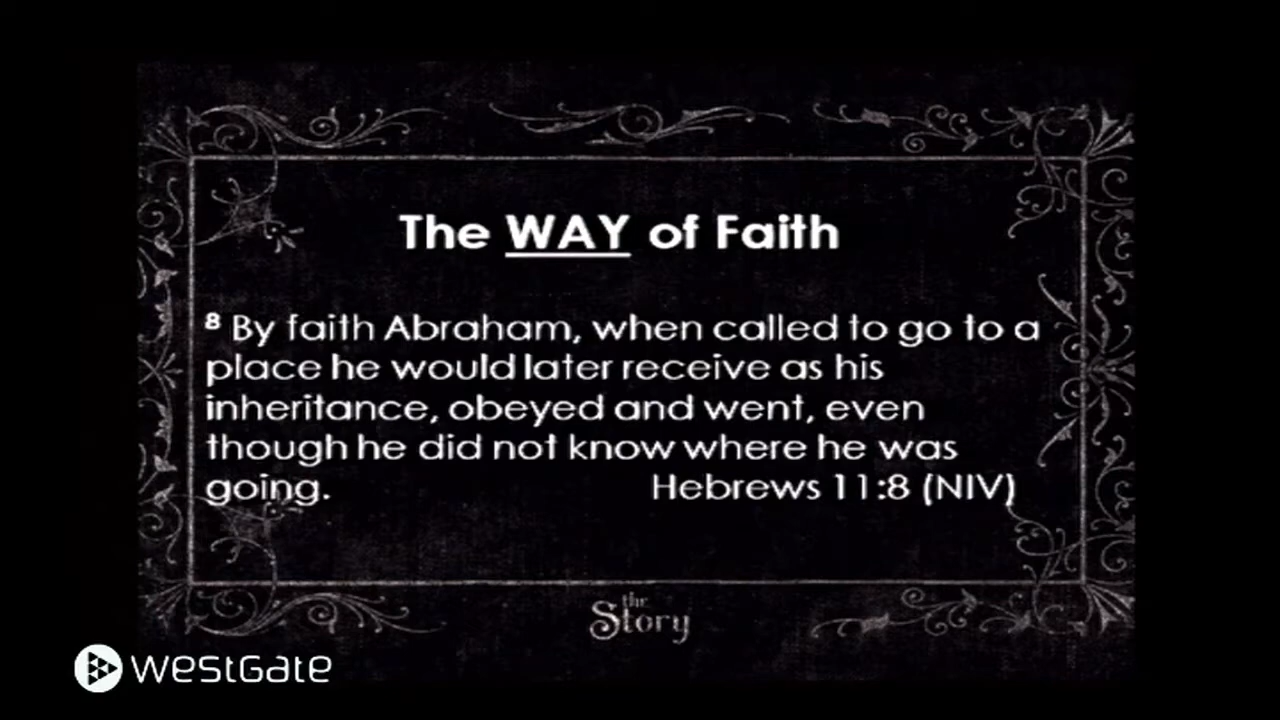 The WAY of Faith
8 By faith Abraham, when called to go to a
place he would later receive as his
inheritance, obeyed and went, even
though he did not know where he was
going. Hebrews 11:8 (NIV)
the
Story
WESTGATE